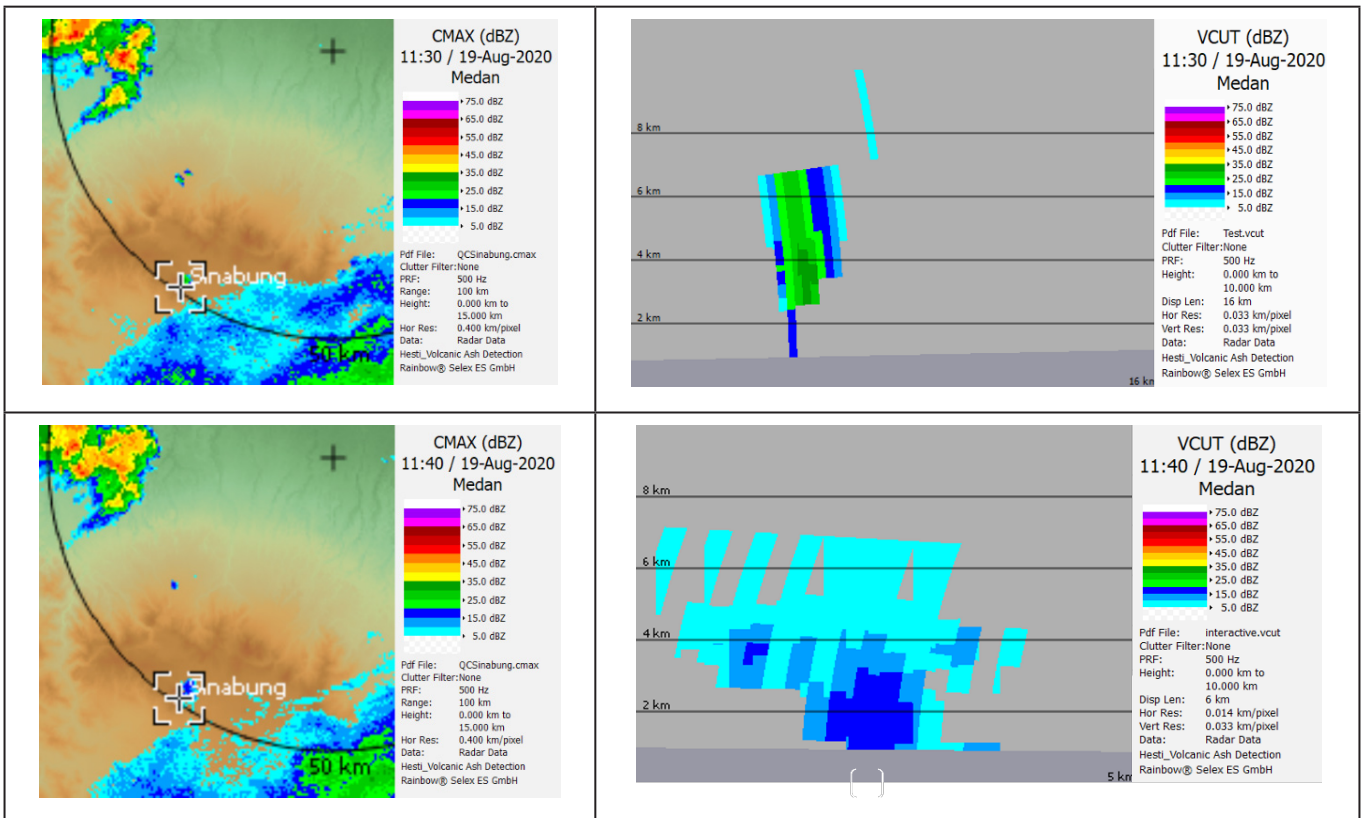 CMAX (dBZ)
11:30 / 19-Aug-2020
Medan
75.0 dBZ
65.0 dBZ
55.0 dBZ
45.0 dBZ
35.0 dBZ
25.0 dBZ
15.0 dBZ
5.0 dBZ
Pdf File: QCSinabung.cmax
Clutter Filter:None
PRF: 500 Hz
Range: 100 km
Height: 0.000 km to
15.000 km
Hor Res: 0.400 km/pixel
Data: Radar Data
Hesti_Volcanic Ash Detection
Rainbow® Selex ES GmbH
Sinabung
50 km
VCUT (dBZ)
11:30 / 19-Aug-2020
Medan
75.0 dBZ
65.0 dBZ
55.0 dBZ
45.0 dBZ
35.0 dBZ
25.0 dBZ
15.0 dBZ
5.0 dBZ
Pdf File: Test.vcut
Clutter Filter:None
PRF: 500 Hz
Height: 0.000 km to
10.000 km
Disp Len: 16 km
Hor Res: 0.033 km/pixel
Vert Res: 0.033 km/pixel
Data: Radar Data
Hesti_Volcanic Ash Detection
Rainbow® Selex ES GmbH
8 km
6 km
4 km
2 km
16 km
CMAX (dBZ)
11:40 / 19-Aug-2020
Medan
75.0 dBZ
65.0 dBZ
55.0 dBZ
45.0 dBZ
35.0 dBZ
25.0 dBZ
15.0 dBZ
5.0 dBZ
Pdf File: QCSinabung.cmax
Clutter Filter:None
PRF: 500 Hz
Range: 100 km
Height: 0.000 km to
15.000 km
Hor Res: 0.400 km/pixel
Data: Radar Data
Hesti_Volcanic Ash Detection
Rainbow® Selex ES GmbH
Sinabung
50 km
VCUT (dBZ)
11:40 / 19-Aug-2020
Medan
75.0 dBZ
65.0 dBZ
55.0 dBZ
45.0 dBZ
35.0 dBZ
25.0 dBZ
15.0 dBZ
5.0 dBZ
Pdf File: interactive.vcut
Clutter Filter:None
PRF: 500 Hz
Height: 0.000 km to
10.000 km
Disp Len: 6 km
Hor Res: 0.014 km/pixel
Vert Res: 0.033 km/pixel
Data: Radar Data
Hesti_Volcanic Ash Detection
Rainbow® Selex ES GmbH
8 km
6 km
4 km
2 km
5 km